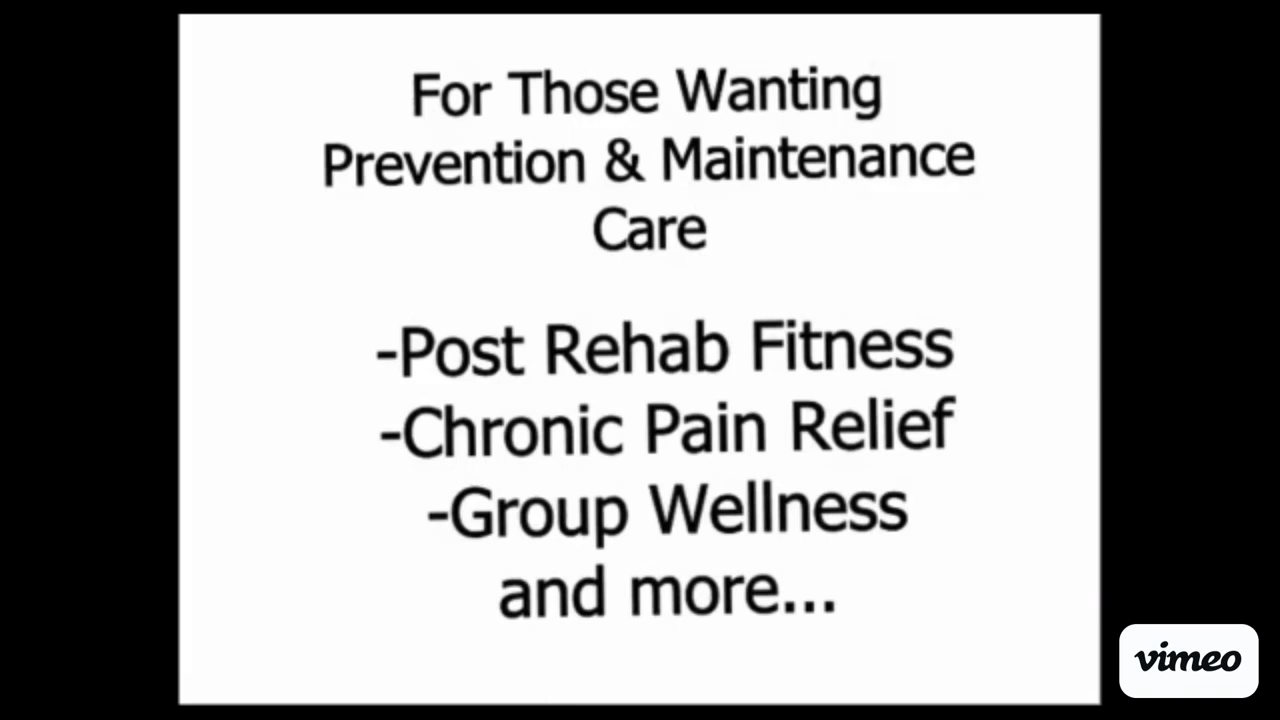 For Those Wanting
Prevention & Maintenance
Care
-Post Rehab Fitness
-Chronic Pain Relief
-Group Wellness
and more...
vimeo